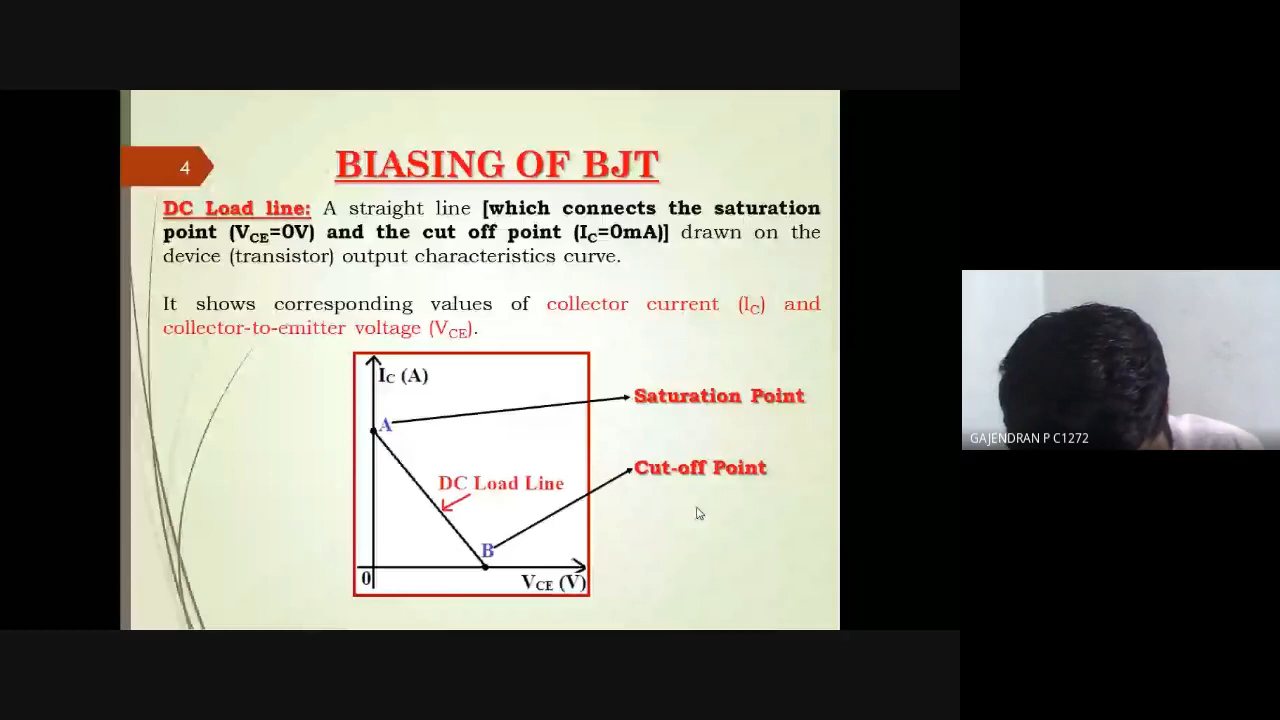 4
BIASING OF BJT
DC Load line: A straight line [which connects the saturation
point (VCE=0V) and the cut off point (IC=0mA)] drawn on the
device (transistor) output characteristics curve.
It shows corresponding values of collector current (IC) and
collector-to-emitter voltage (VCE).
IC (A)
A
Saturation Point
Cut-off Point
DC Load Line
B
0
VCE (V)
GAJENDRAN P C1272